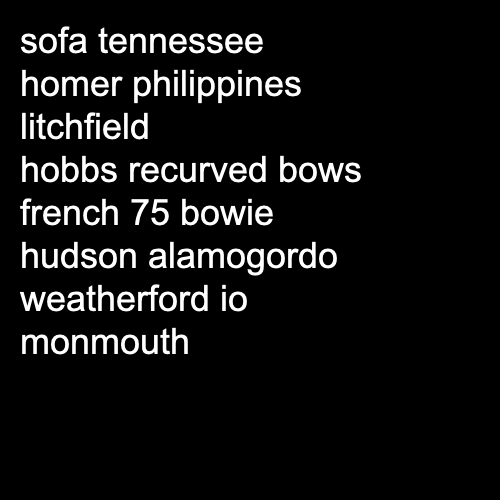 sofa tennessee
homer philippines
litchfield
hobbs recurved bows
french 75 bowie
hudson alamogordo
weatherford io
monmouth